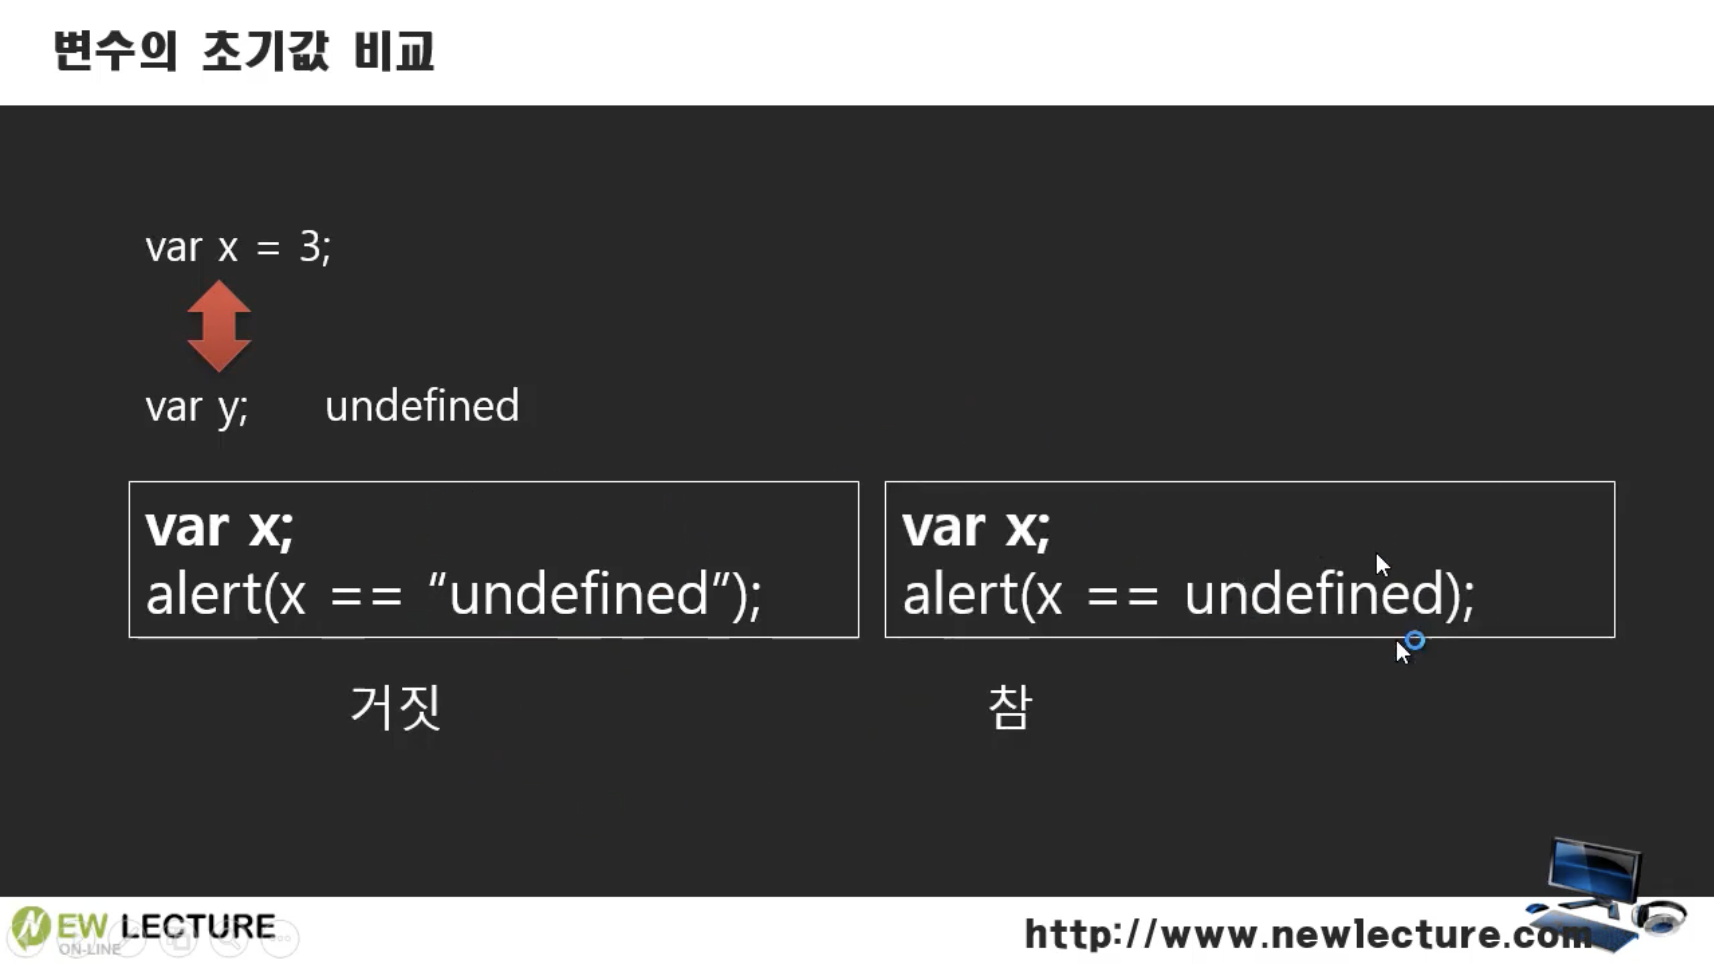 변수의 초기값 비교
var x = 3;
var y; undefined
var x;
alert(x == “undefined”);
var x;
alert(x == undefined);
거짓
참
NEW LECTURE
ON-LINE
http://www.newlecture.com